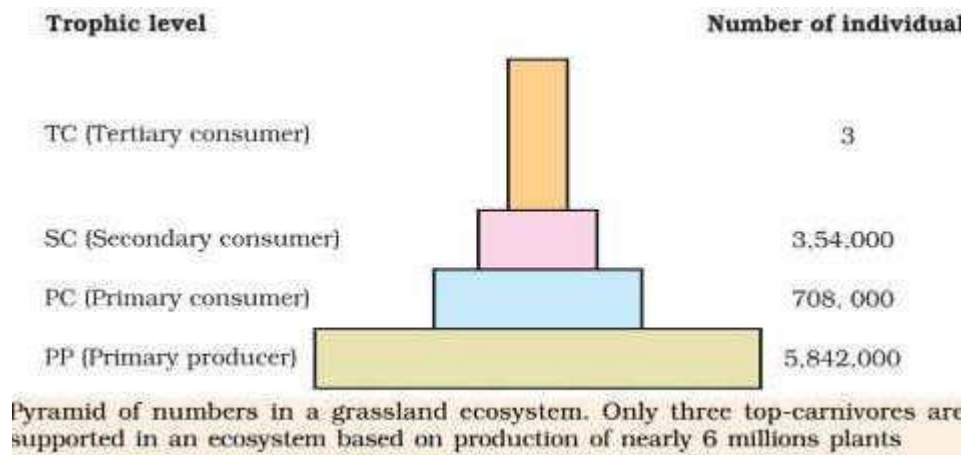 Trophic level Number of individual
TC (Tertiary consumer) 3
SC (Secondary consumer) 3,54,000
PC (Primary consumer) 708, 000
PP (Primary producer) 5,842,000
Pyramid of numbers in a grassland ecosystem. Only three top-carnivores are
supported in an ecosystem based on production of nearly 6 millions plants